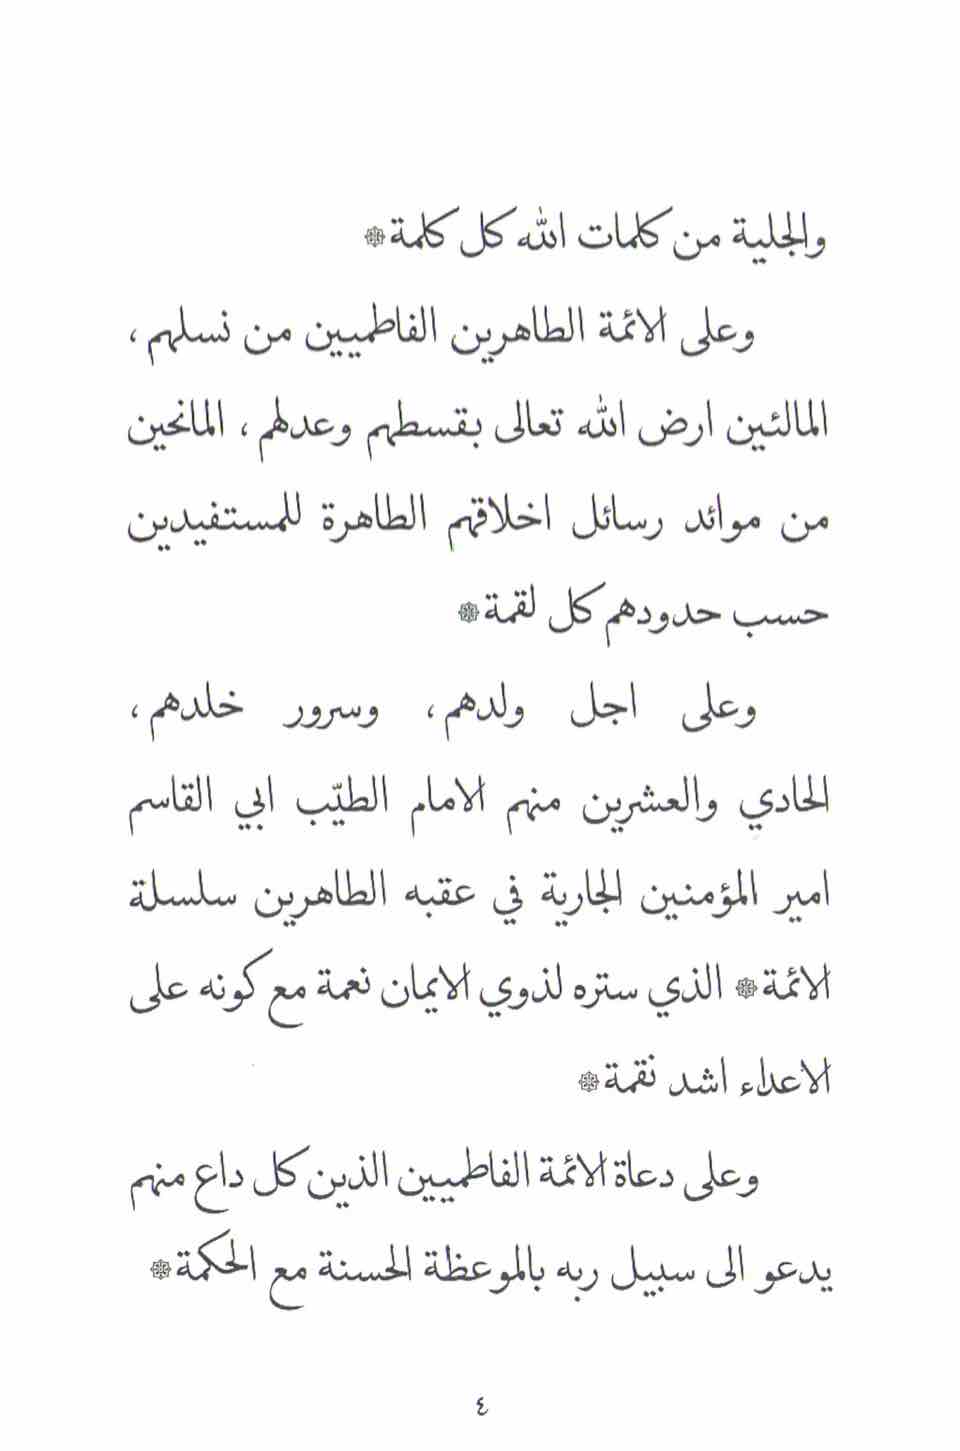 والجلية من كلمات الله كل كلمة۞
وعلى الائمة الطاهرين الفاطميين من نسلهم،
المالئين ارض الله تعالى بقسطهم وعدلهم، المانحين
من موائد رسائل اخلاقهم الطاهرة للمستفيدين
حسب حدودهم كل لقمة۞
وعلى اجل ولدهم، وسرور خلدهم،
الحادي والعشرين منهم الامام الطيّب ابي القاسم
امير المؤمنين الجارية في عقبه الطاهرين سلسلة
الائمة۞ الذي ستره لذوي الايمان نعمة مع كونه على
الاعداء اشد نقمة۞
وعلى دعاة الائمة الفاطميين الذين كل داع منهم
يدعو الى سبيل ربه بالموعظة الحسنة مع الحكمة۞
٤